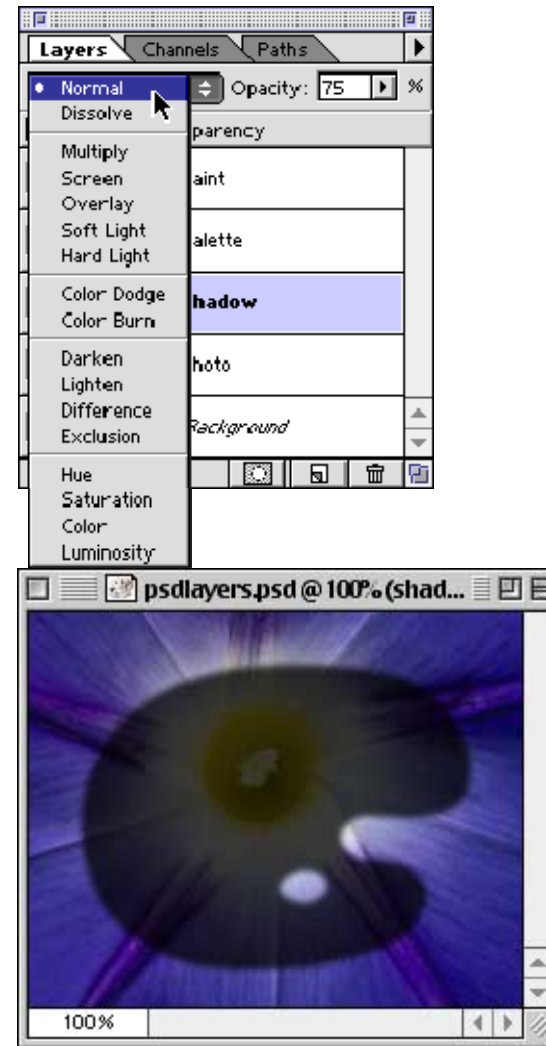 Layers Channels Paths
Normal Opacity: 75 %
Dissolve
parency
Multiply
Screen aint
Overlay
Soft Light alette
Hard Light
Color Dodge hadow
Color Burn
Darken hoto
Lighten
Difference Background
Exclusion
Hue
Saturation
Color
Luminosity
psdlayers.psd @ 100% (shad...
100%